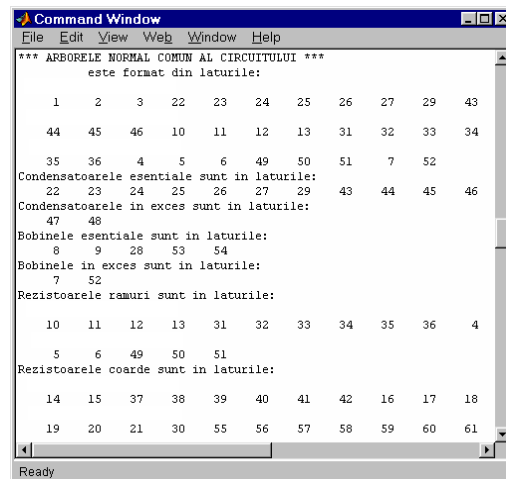 Command Window
File Edit View Web Window Help
*** ARBORELE NORMAL COMUN AL CIRCUITULUI ***
este format din laturile:
1 2 3 22 23 24 25 26 27 29 43
44 45 46 10 11 12 13 31 32 33 34
35 36 4 5 6 49 50 51 7 52
Condensatoarele esentiale sunt in laturile:
22 23 24 25 26 27 29 43 44 45 46
Condensatoarele in exces sunt in laturile:
47 48
Bobinele esentiale sunt in laturile:
8 9 28 53 54
Bobinele in exces sunt in laturile:
7 52
Rezistoarele ramuri sunt in laturile:
10 11 12 13 31 32 33 34 35 36 4
5 6 49 50 51
Rezistoarele coarde sunt in laturile:
14 15 37 38 39 40 41 42 16 17 18
19 20 21 30 55 56 57 58 59 60 61
Ready